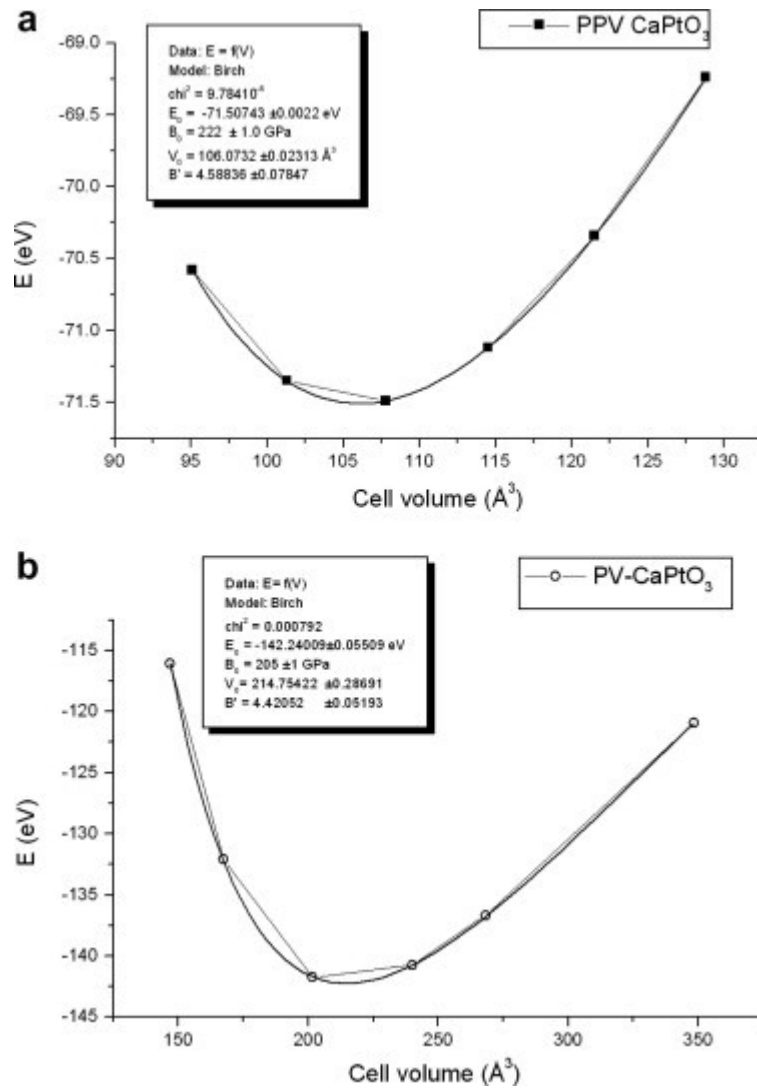 a
PPV CaPtO₃
Data: E = f(V)
Model: Birch
chi² = 9.78410⁻⁶
E₀ = -71.50743 ±0.0022 eV
B₀ = 222 ± 1.0 GPa
V₀ = 106.0732 ±0.02313 Å³
B' = 4.58836 ±0.07847
E (eV)
-69.0
-69.5
-70.0
-70.5
-71.0
-71.5
90 95 100 105 110 115 120 125 130
Cell volume (Å³)
b
PV-CaPtO₃
Data: E= f(V)
Model: Birch
chi² = 0.000792
E₀ = -142.24009±0.05509 eV
B₀ = 205 ±1 GPa
V₀= 214.75422 ±0.28691
B' = 4.42052 ±0.05193
E (eV)
-115
-120
-125
-130
-135
-140
-145
150 200 250 300 350
Cell volume (Å³)